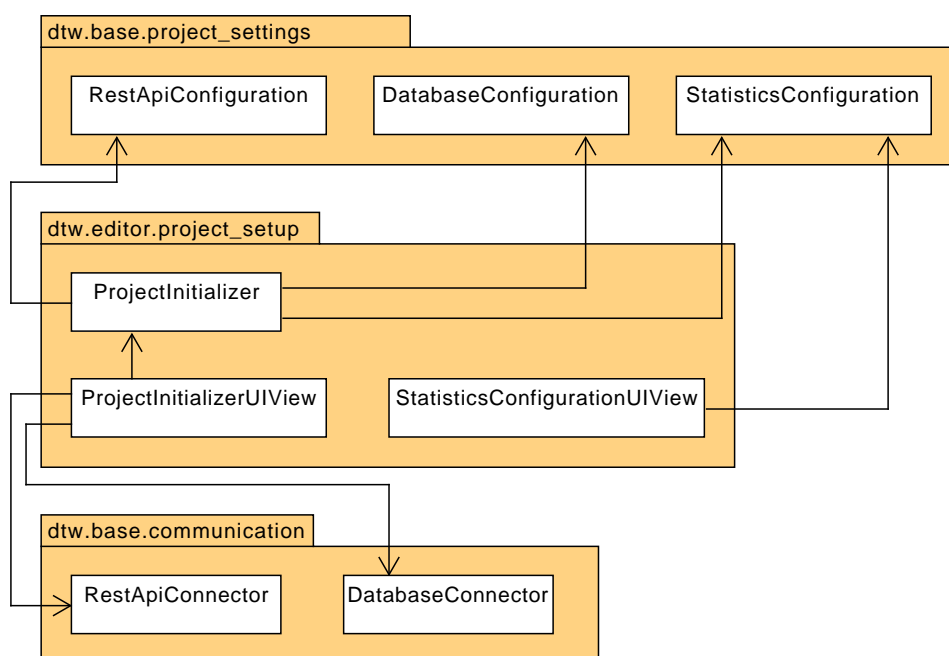 dtw.base.project_settings
RestApiConfiguration
DatabaseConfiguration
StatisticsConfiguration
dtw.editor.project_setup
ProjectInitializer
ProjectInitializerUIView
StatisticsConfigurationUIView
dtw.base.communication
RestApiConnector
DatabaseConnector